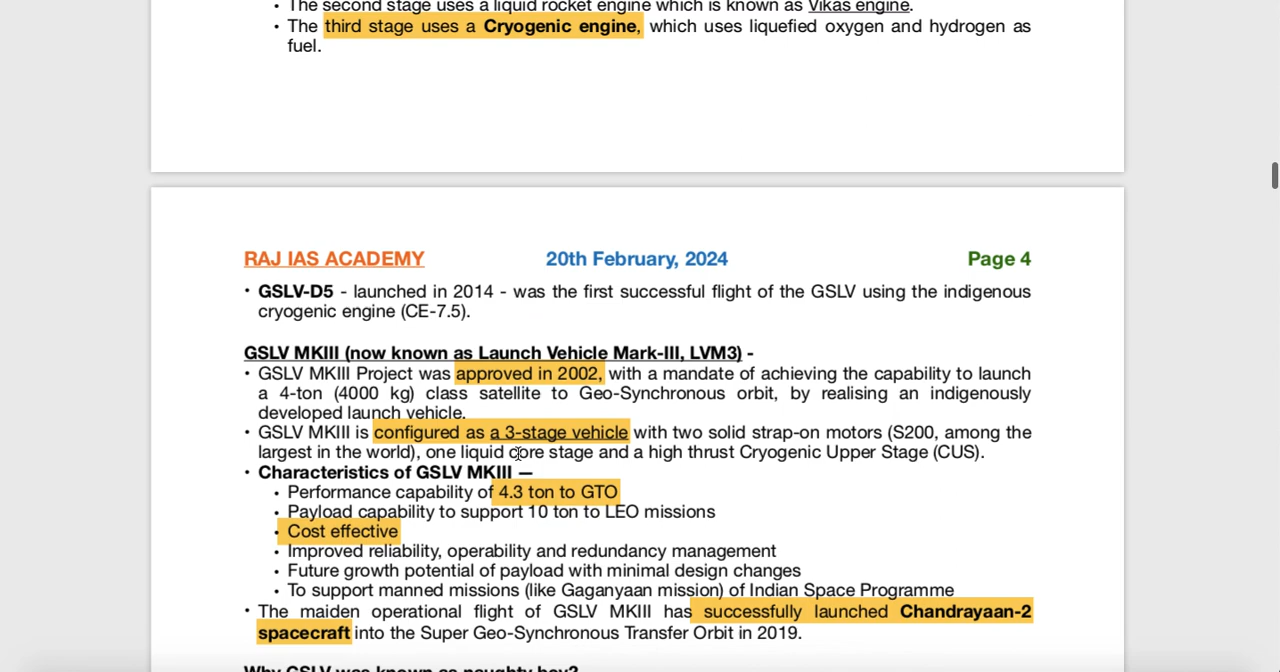 • The second stage uses a liquid rocket engine which is known as Vikas engine.
• The third stage uses a Cryogenic engine, which uses liquefied oxygen and hydrogen as
fuel.
RAJ IAS ACADEMY 20th February, 2024 Page 4
• GSLV-D5 - launched in 2014 - was the first successful flight of the GSLV using the indigenous
cryogenic engine (CE-7.5).
GSLV MKIII (now known as Launch Vehicle Mark-III, LVM3) -
• GSLV MKIII Project was approved in 2002, with a mandate of achieving the capability to launch
a 4-ton (4000 kg) class satellite to Geo-Synchronous orbit, by realising an indigenously
developed launch vehicle.
• GSLV MKIII is configured as a 3-stage vehicle with two solid strap-on motors (S200, among the
largest in the world), one liquid core stage and a high thrust Cryogenic Upper Stage (CUS).
• Characteristics of GSLV MKIII —
• Performance capability of 4.3 ton to GTO
• Payload capability to support 10 ton to LEO missions
• Cost effective
• Improved reliability, operability and redundancy management
• Future growth potential of payload with minimal design changes
• To support manned missions (like Gaganyaan mission) of Indian Space Programme
• The maiden operational flight of GSLV MKIII has successfully launched Chandrayaan-2
spacecraft into the Super Geo-Synchronous Transfer Orbit in 2019.
Why GSLV was known as naughty boy?